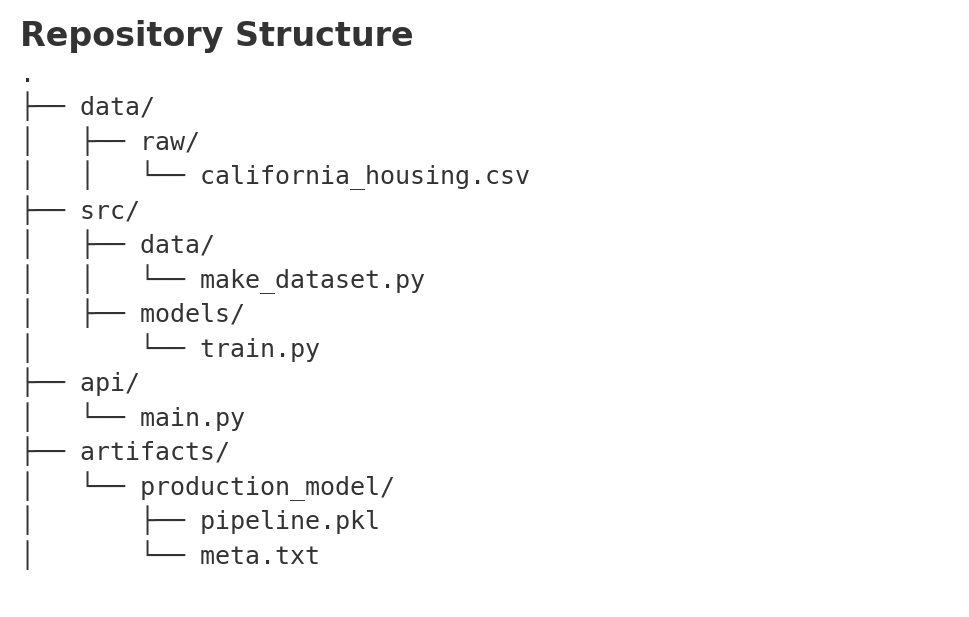 Repository Structure
.
├── data/
│   ├── raw/
│   │   └── california_housing.csv
├── src/
│   ├── data/
│   │   └── make_dataset.py
│   ├── models/
│       └── train.py
├── api/
│   └── main.py
├── artifacts/
│   └── production_model/
│       ├── pipeline.pkl
│       └── meta.txt